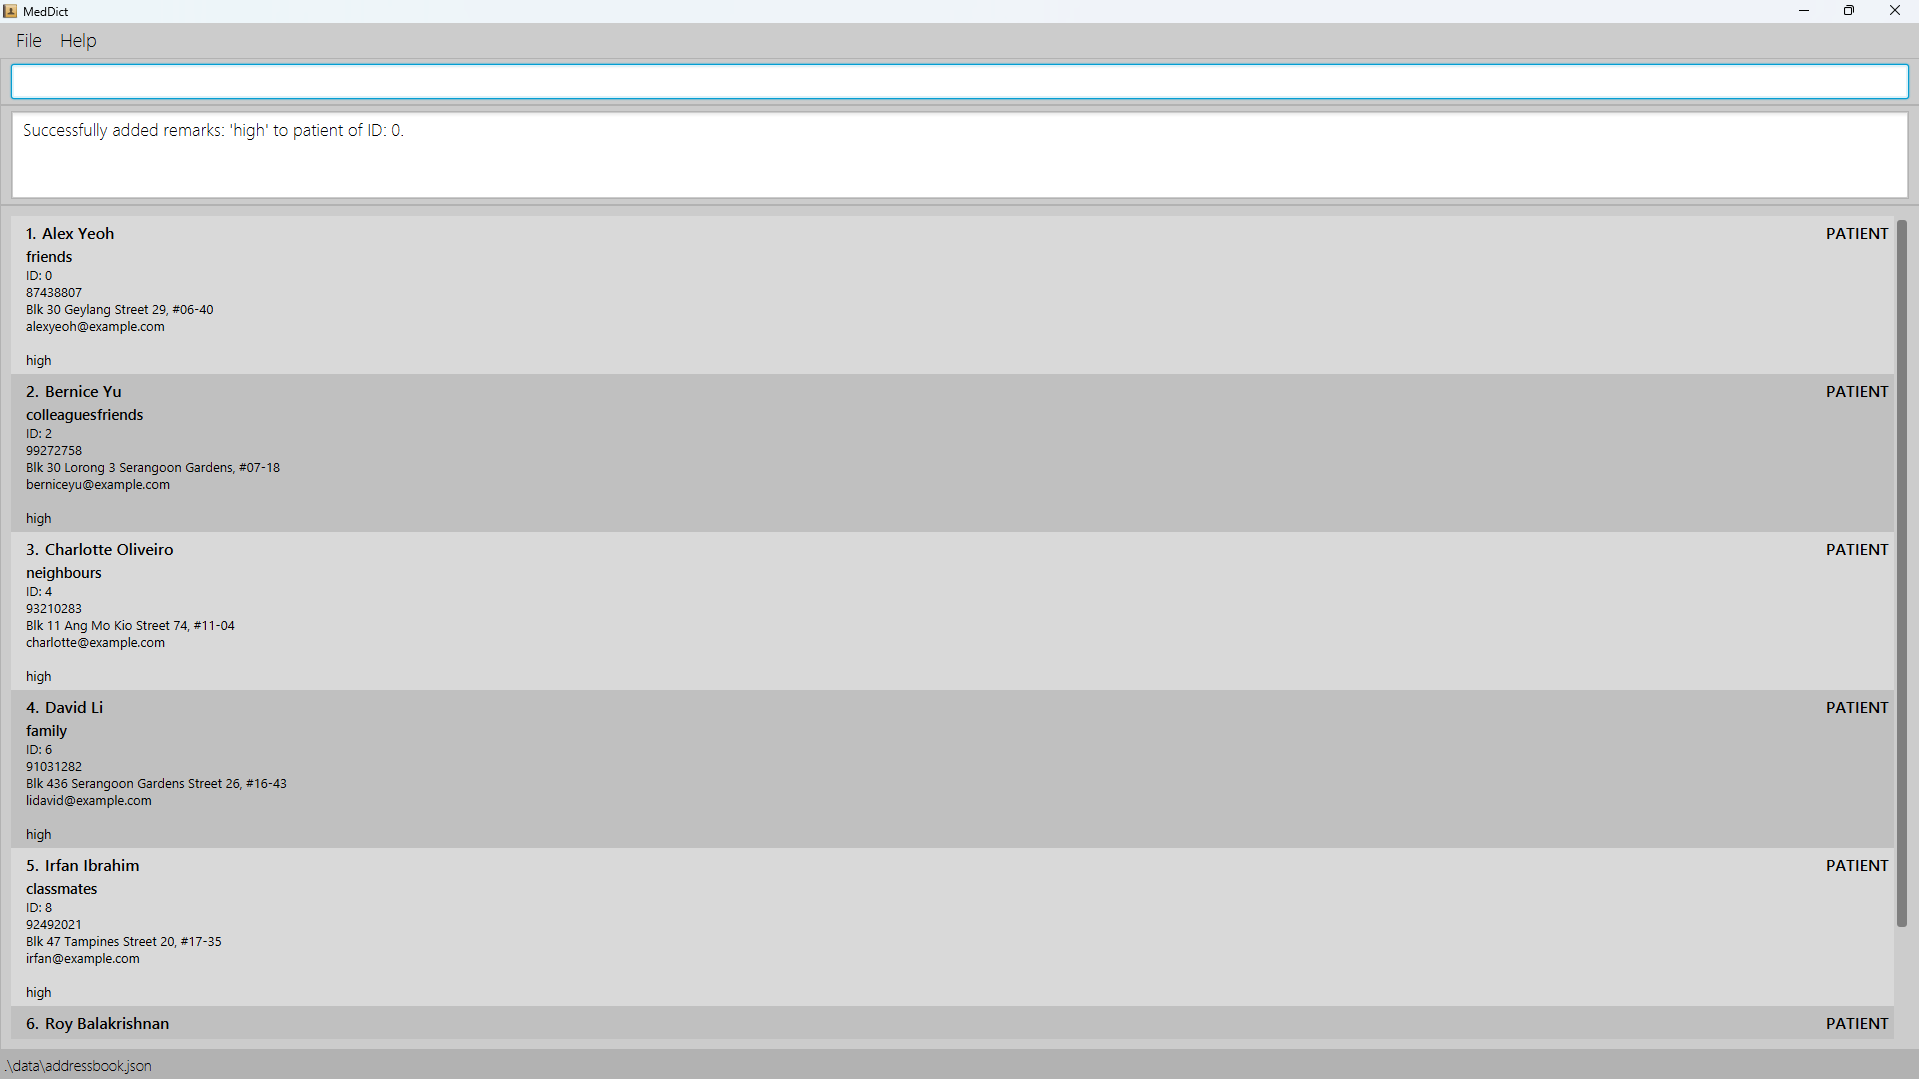 MedDict
File Help
Successfully added remarks: 'high' to patient of ID: 0.
1. Alex Yeoh PATIENT
friends
ID: 0
87438807
Blk 30 Geylang Street 29, #06-40
alexyeoh@example.com
high
2. Bernice Yu PATIENT
colleaguesfriends
ID: 2
99272758
Blk 30 Lorong 3 Serangoon Gardens, #07-18
berniceyu@example.com
high
3. Charlotte Oliveiro PATIENT
neighbours
ID: 4
93210283
Blk 11 Ang Mo Kio Street 74, #11-04
charlotte@example.com
high
4. David Li PATIENT
family
ID: 6
91031282
Blk 436 Serangoon Gardens Street 26, #16-43
lidavid@example.com
high
5. Irfan Ibrahim PATIENT
classmates
ID: 8
92492021
Blk 47 Tampines Street 20, #17-35
irfan@example.com
high
6. Roy Balakrishnan PATIENT
.\data\addressbook.json